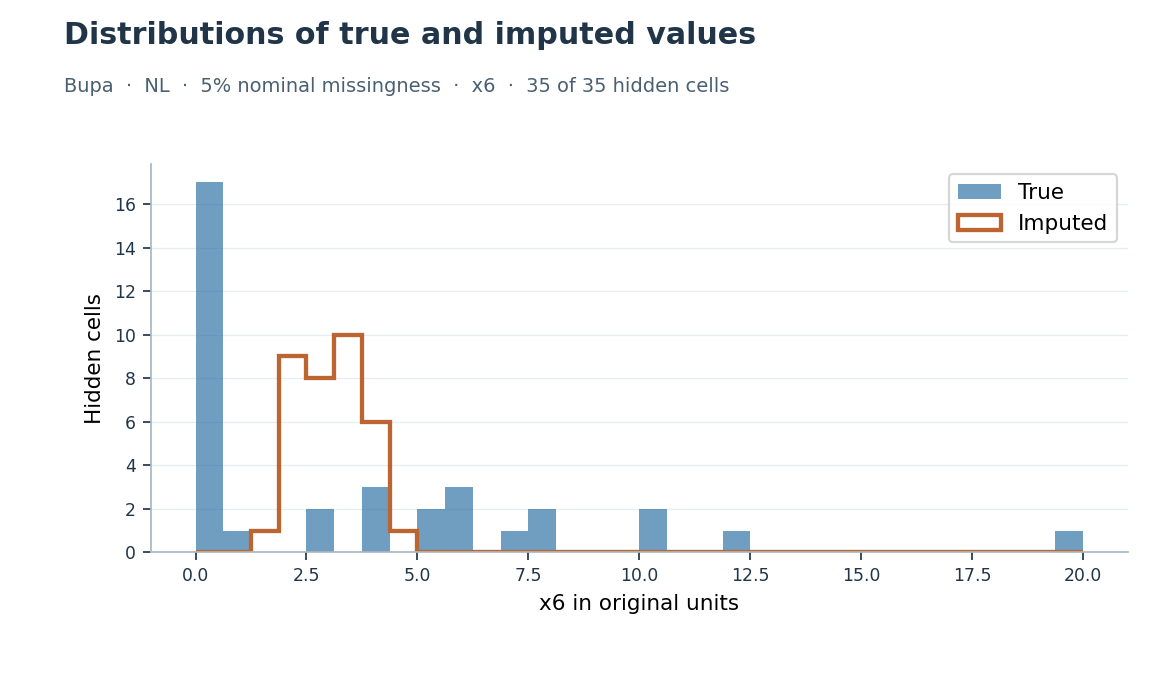 Distributions of true and imputed values
Bupa · NL · 5% nominal missingness · x6 · 35 of 35 hidden cells
True
Imputed
Hidden cells
16
14
12
10
8
6
4
2
0
0.0 2.5 5.0 7.5 10.0 12.5 15.0 17.5 20.0
x6 in original units